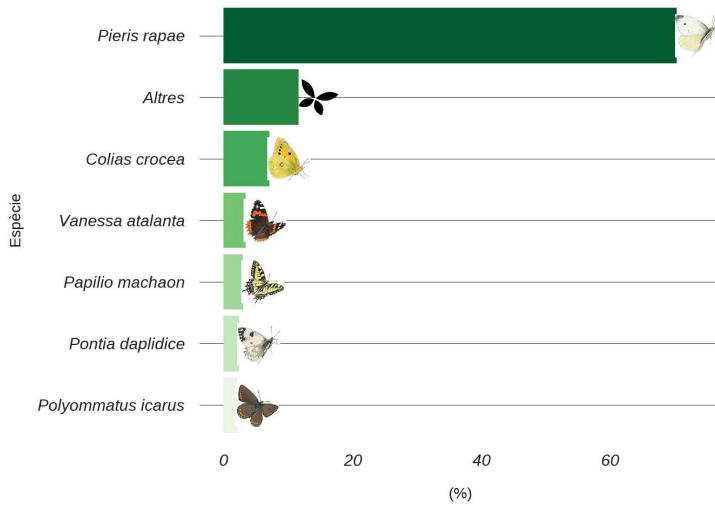 Pieris rapae
Altres
Colias crocea
Vanessa atalanta
Papilio machaon
Pontia daplidice
Polyommatus icarus
Espècie
0 20 40 60
(%)